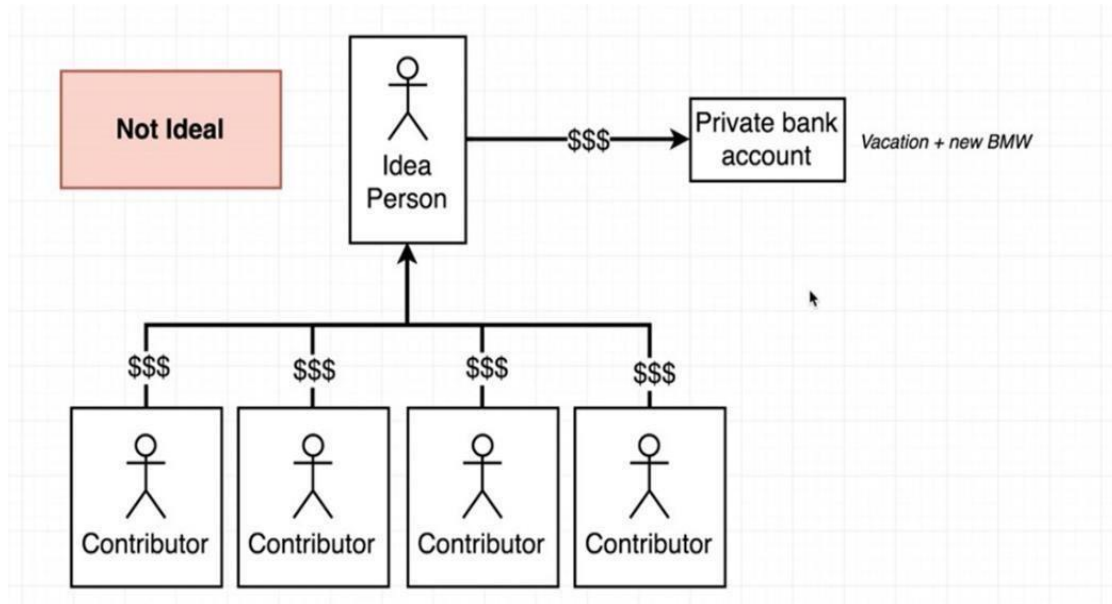 Not Ideal
Idea
Person
$$$
Private bank
account
Vacation + new BMW
$$$
$$$
$$$
$$$
Contributor
Contributor
Contributor
Contributor